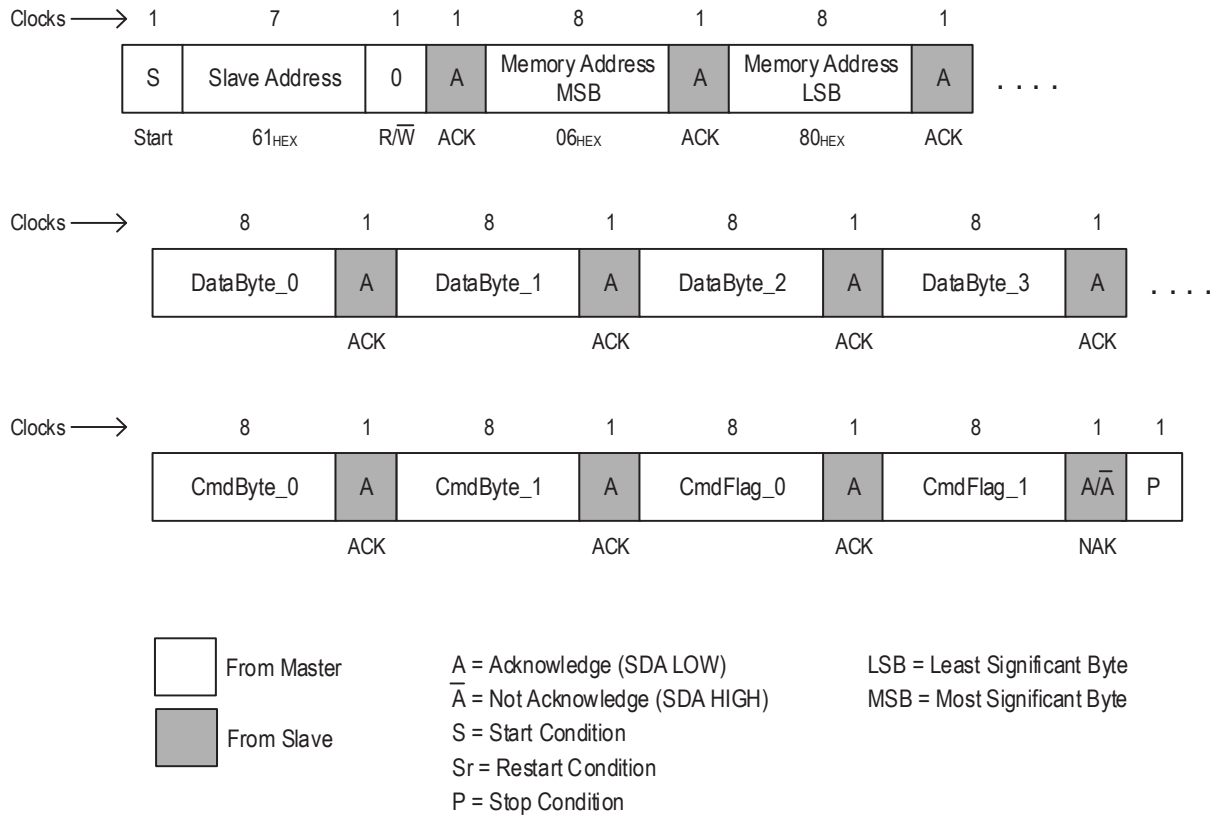 Clocks → 1 7 1 1 8 1 8 1
S Slave Address 0 A Memory Address MSB A Memory Address LSB A . . . .
Start 61HEX R/W̅ ACK 06HEX ACK 80HEX ACK
Clocks → 8 1 8 1 8 1 8 1
DataByte_0 A DataByte_1 A DataByte_2 A DataByte_3 A . . . .
ACK ACK ACK ACK
Clocks → 8 1 8 1 8 1 8 1 1
CmdByte_0 A CmdByte_1 A CmdFlag_0 A CmdFlag_1 A/A̅ P
ACK ACK ACK NAK
From Master
From Slave
A = Acknowledge (SDA LOW)
A̅ = Not Acknowledge (SDA HIGH)
S = Start Condition
Sr = Restart Condition
P = Stop Condition
LSB = Least Significant Byte
MSB = Most Significant Byte